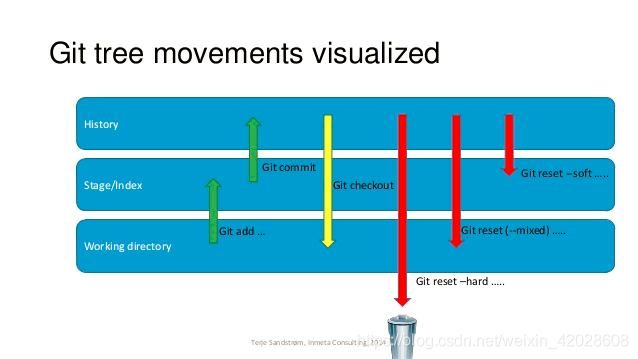 Git tree movements visualized
History
Git commit
Git reset –soft .....
Stage/Index
Git checkout
Git add ...
Git reset (--mixed) .....
Working directory
Git reset –hard .....
Terje Sandstrøm, Inmeta Consulting, 2014
https://blog.csdn.net/weixin_42028608